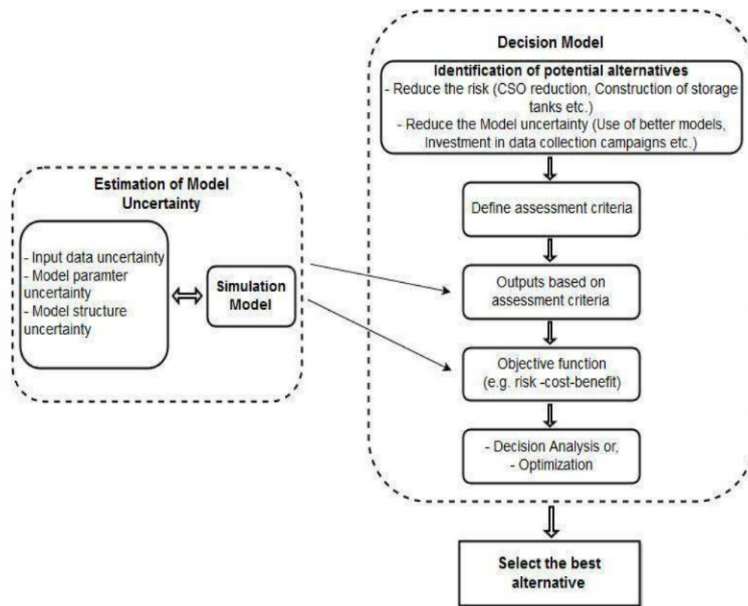 Decision Model
Identification of potential alternatives
- Reduce the risk (CSO reduction, Construction of storage
tanks etc.)
- Reduce the Model uncertainty (Use of better models,
Investment in data collection campaigns etc.)
Estimation of Model
Uncertainty
- Input data uncertainty
- Model paramter
uncertainty
- Model structure
uncertainty
Simulation
Model
Define assessment criteria
Outputs based on
assessment criteria
Objective function
(e.g. risk -cost-benefit)
- Decision Analysis or,
- Optimization
Select the best
alternative